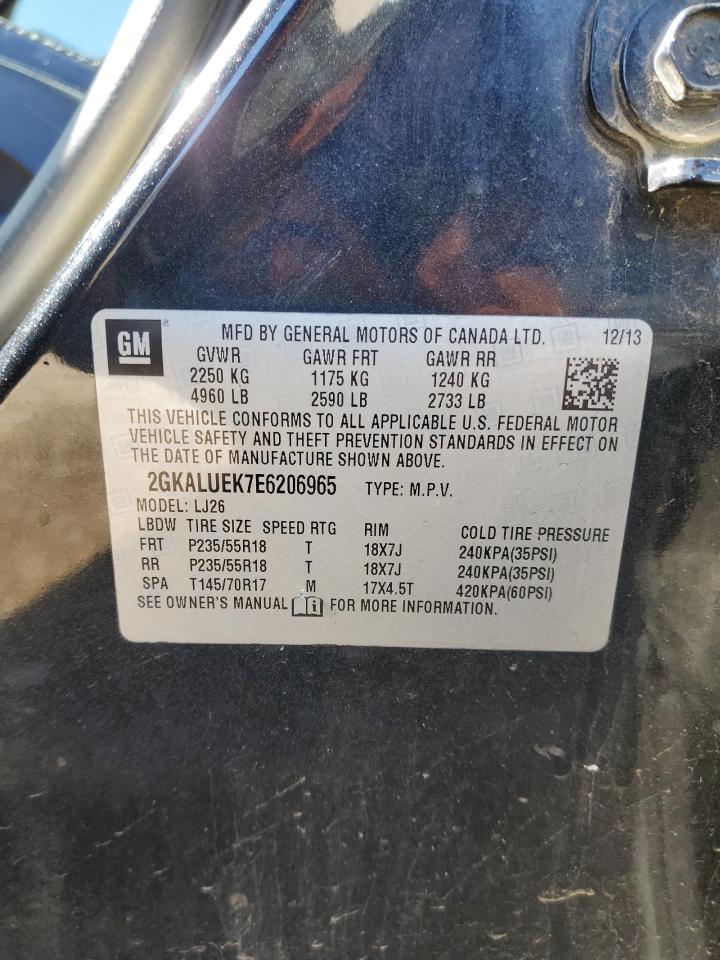 GM
MFD BY GENERAL MOTORS OF CANADA LTD. 12/13
GVWR GAWR FRT GAWR RR
2250 KG 1175 KG 1240 KG
4960 LB 2590 LB 2733 LB
THIS VEHICLE CONFORMS TO ALL APPLICABLE U.S. FEDERAL MOTOR
VEHICLE SAFETY AND THEFT PREVENTION STANDARDS IN EFFECT ON
THE DATE OF MANUFACTURE SHOWN ABOVE.
2GKALUEK7E6206965 TYPE: M.P.V.
MODEL: LJ26
LBDW TIRE SIZE SPEED RTG RIM COLD TIRE PRESSURE
FRT P235/55R18 T 18X7J 240KPA(35PSI)
RR P235/55R18 T 18X7J 240KPA(35PSI)
SPA T145/70R17 M 17X4.5T 420KPA(60PSI)
SEE OWNER'S MANUAL i FOR MORE INFORMATION.